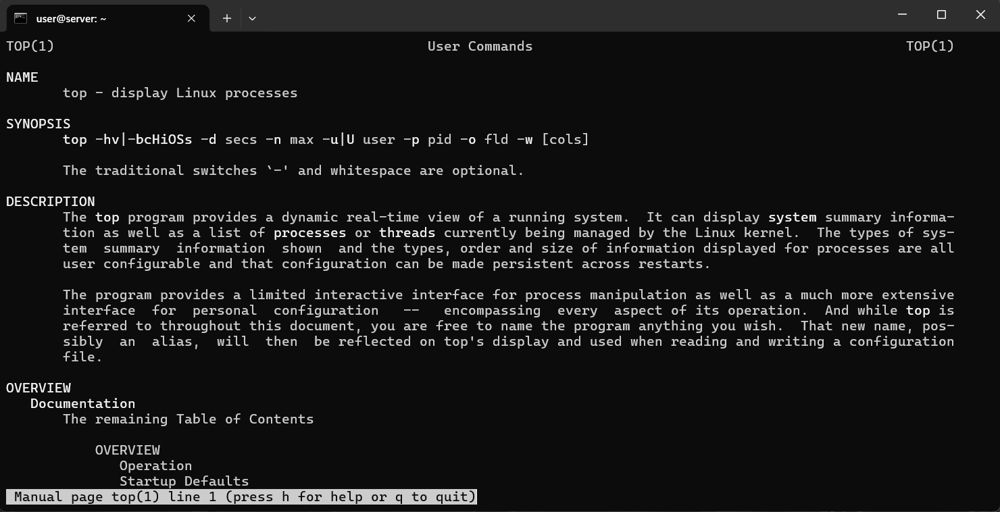 user@server: ~
TOP(1) User Commands TOP(1)
NAME
top - display Linux processes
SYNOPSIS
top -hv|-bcHiOSs -d secs -n max -u|U user -p pid -o fld -w [cols]
The traditional switches `-' and whitespace are optional.
DESCRIPTION
The top program provides a dynamic real-time view of a running system.  It can display system summary informa-
tion as well as a list of processes or threads currently being managed by the Linux kernel.  The types of sys-
tem  summary  information  shown  and the types, order and size of information displayed for processes are all
user configurable and that configuration can be made persistent across restarts.
The program provides a limited interactive interface for process manipulation as well as a much more extensive
interface  for  personal  configuration   --   encompassing  every  aspect of its operation.  And while top is
referred to throughout this document, you are free to name the program anything you wish.  That new name, pos-
sibly  an  alias,  will  then  be reflected on top's display and used when reading and writing a configuration
file.
OVERVIEW
Documentation
The remaining Table of Contents
OVERVIEW
Operation
Startup Defaults
Manual page top(1) line 1 (press h for help or q to quit)